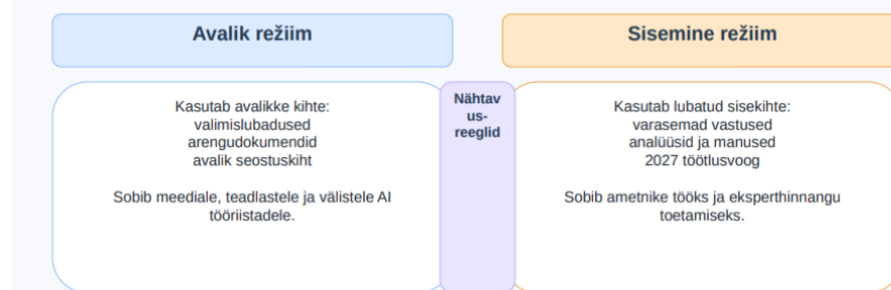 Avalik režiim
Sisemine režiim
Kasutab avalikke kihte:
valimislubadused
arengudokumendid
avalik seostuskiht
Sobib meediale, teadlastele ja välistele AI
tööriistadele.
Nähtav
us-
reeglid
Kasutab lubatud sisekihte:
varasemad vastused
analüüsid ja manused
2027 töötlusvoog
Sobib ametnike tööks ja eksperthinnangu
toetamiseks.